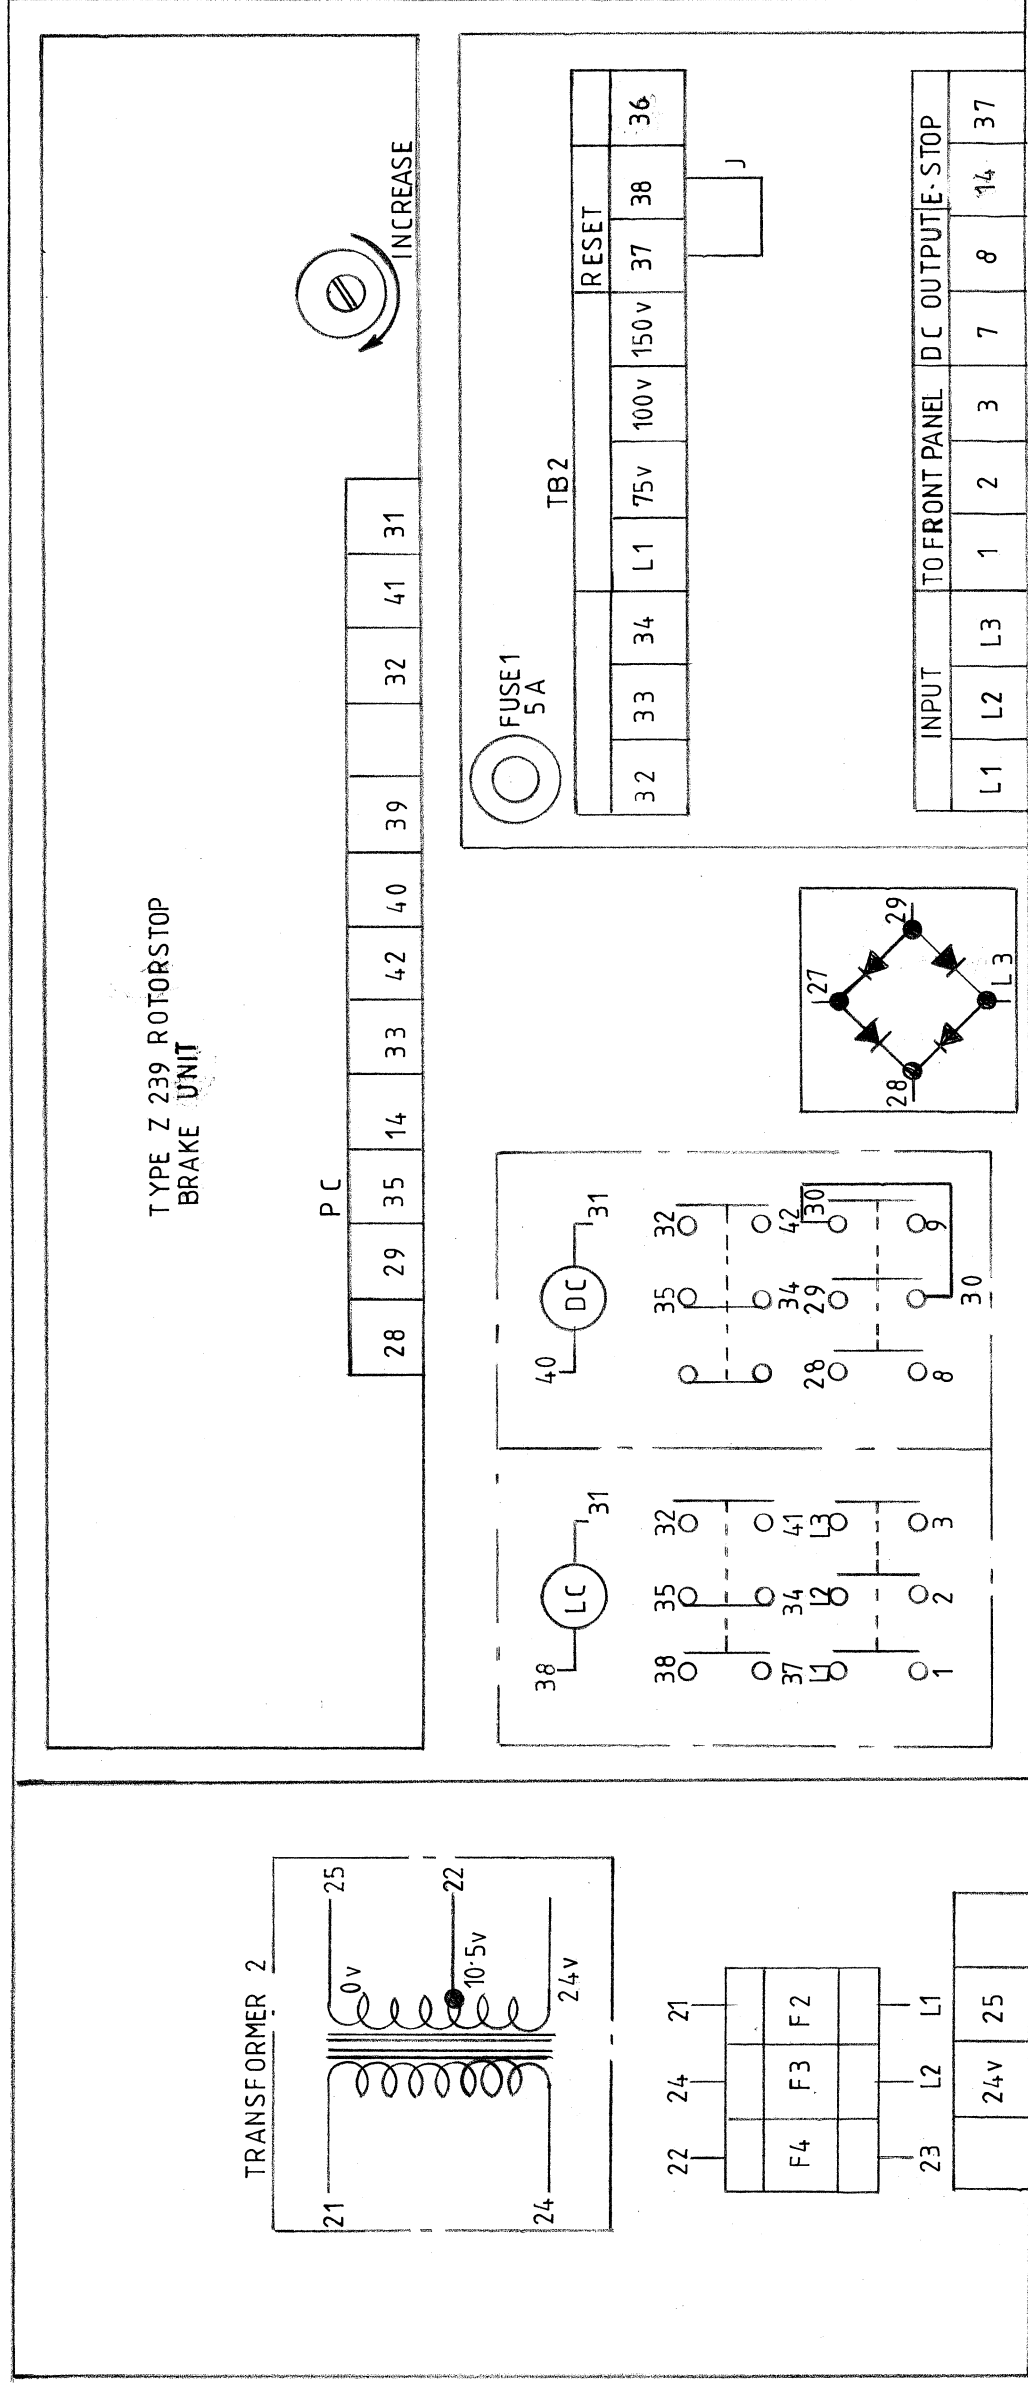 TYPE Z 239 ROTORSTOP
BRAKE UNIT
INCREASE
PC
28 29 35 14 33 42 40 39 32 41 31
TRANSFORMER 2
21
24
0V
10·5V
24V
25
22
22 24 21
F4 F3 F2
23 L2 L1
24V 25
38
LC
31
38 35 32
37 34 41
L1 L2 L3
1 2 3
40
DC
31
35 32
34 42
28 29 30
8 9
30
27
28
29
L3
FUSE1
5A
TB2
RESET
32 33 34 L1 75V 100V 150V 37 38 36
J
INPUT TO FRONT PANEL DC OUTPUT E·STOP
L1 L2 L3 1 2 3 7 8 14 37